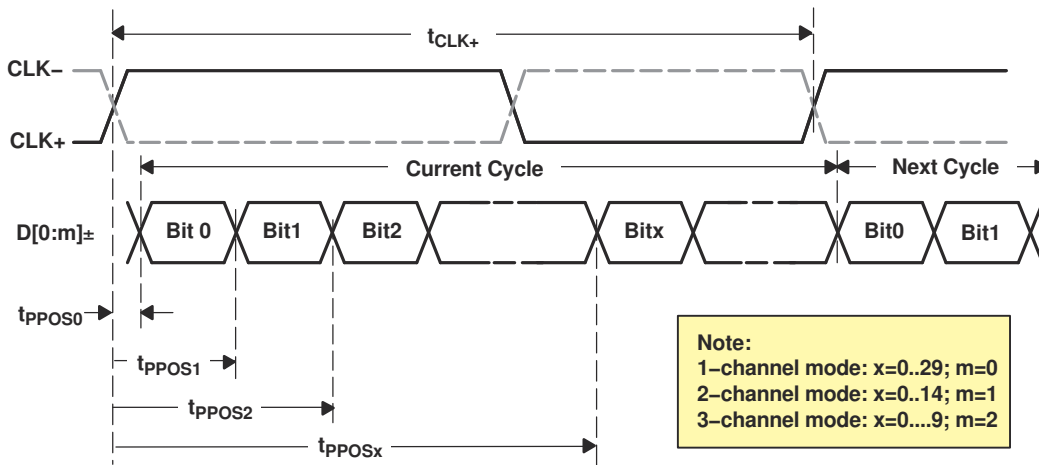 tCLK+
CLK–
CLK+
Current Cycle
Next Cycle
D[0:m]±
Bit 0
Bit1
Bit2
Bitx
Bit0
Bit1
tPPOS0
tPPOS1
tPPOS2
tPPOSx
Note:
1–channel mode: x=0..29; m=0
2–channel mode: x=0..14; m=1
3–channel mode: x=0....9; m=2